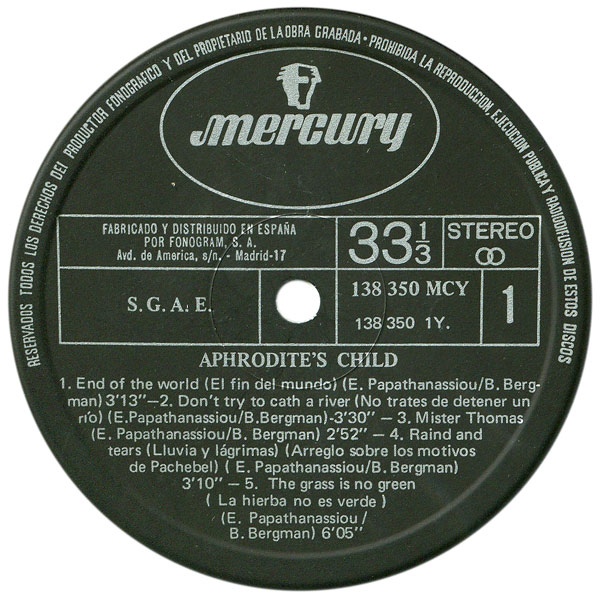 RESERVADOS TODOS LOS DERECHOS DEL PRODUCTOR FONOGRAFICO Y DEL PROPIETARIO DE LA OBRA GRABADA • PROHIBIDA LA REPRODUCCION, EJECUCION PUBLICA Y RADIODIFUSION DE ESTOS DISCOS
mercury
FABRICADO Y DISTRIBUIDO EN ESPAÑA
POR FONOGRAM, S. A.
Avd. de America, s/n. - Madrid-17
33 1/3
STEREO
S. G. A. E.
138 350 MCY
138 350 1Y.
1
APHRODITE'S CHILD
1. End of the world (El fin del mundo) (E. Papathanassiou/B. Berg-
man) 3'13"—2. Don't try to cath a river (No trates de detener un
río) (E.Papathanassiou/B.Bergman)-3'30" — 3. Mister Thomas
(E. Papathanassiou/B.Bergman) 2'52" — 4. Raind and
tears (Lluvia y lágrimas) (Arreglo sobre los motivos
de Pachebel) ( E. Papathanassiou/B. Bergman)
3'10" — 5. The grass is no green
( La hierba no es verde )
(E. Papathanassiou /
B. Bergman) 6'05"